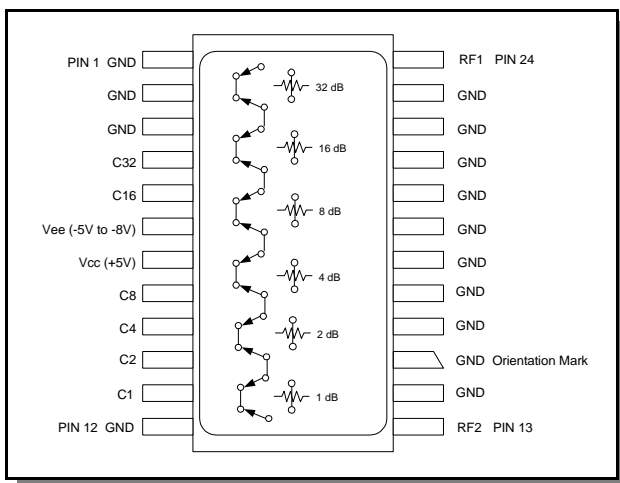 PIN 1 GND
GND
GND
C32
C16
Vee (-5V to -8V)
Vcc (+5V)
C8
C4
C2
C1
PIN 12 GND
32 dB
16 dB
8 dB
4 dB
2 dB
1 dB
RF1 PIN 24
GND
GND
GND
GND
GND
GND
GND
GND
GND Orientation Mark
GND
RF2 PIN 13